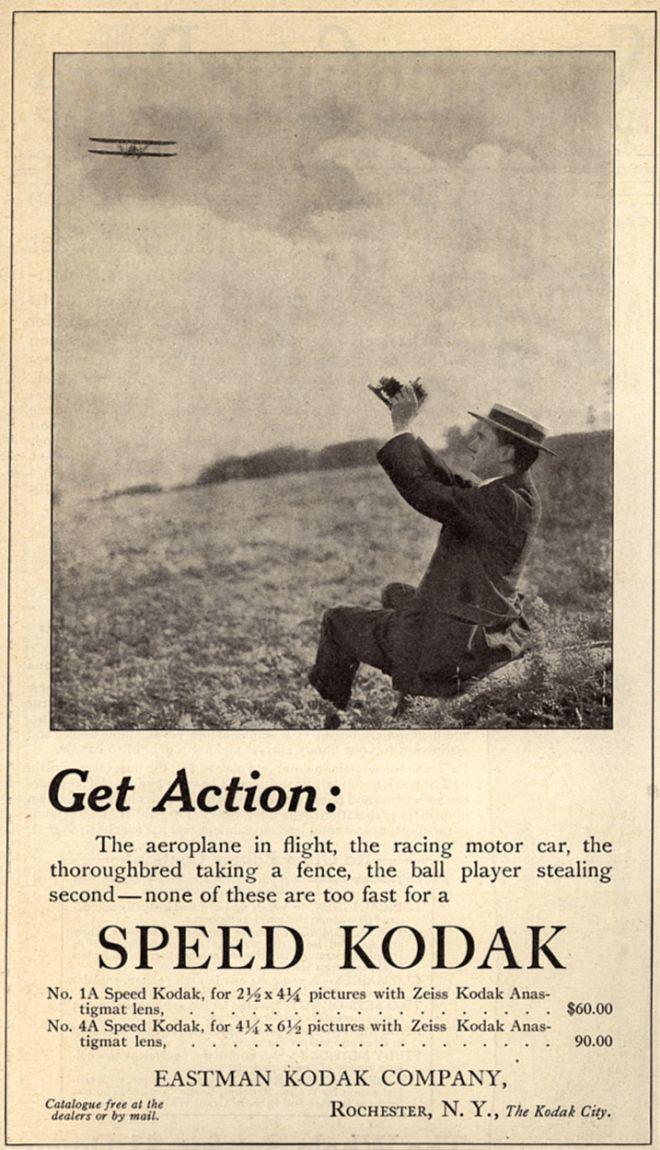 Get Action:
The aeroplane in flight, the racing motor car, the
thoroughbred taking a fence, the ball player stealing
second—none of these are too fast for a
SPEED KODAK
No. 1A Speed Kodak, for 2½ x 4¼ pictures with Zeiss Kodak Anas-
tigmat lens, . . . . . . . . . . . . . . . . . $60.00
No. 4A Speed Kodak, for 4¼ x 6½ pictures with Zeiss Kodak Anas-
tigmat lens, . . . . . . . . . . . . . . . . . 90.00
EASTMAN KODAK COMPANY,
Catalogue free at the
dealers or by mail.
ROCHESTER, N. Y., The Kodak City.